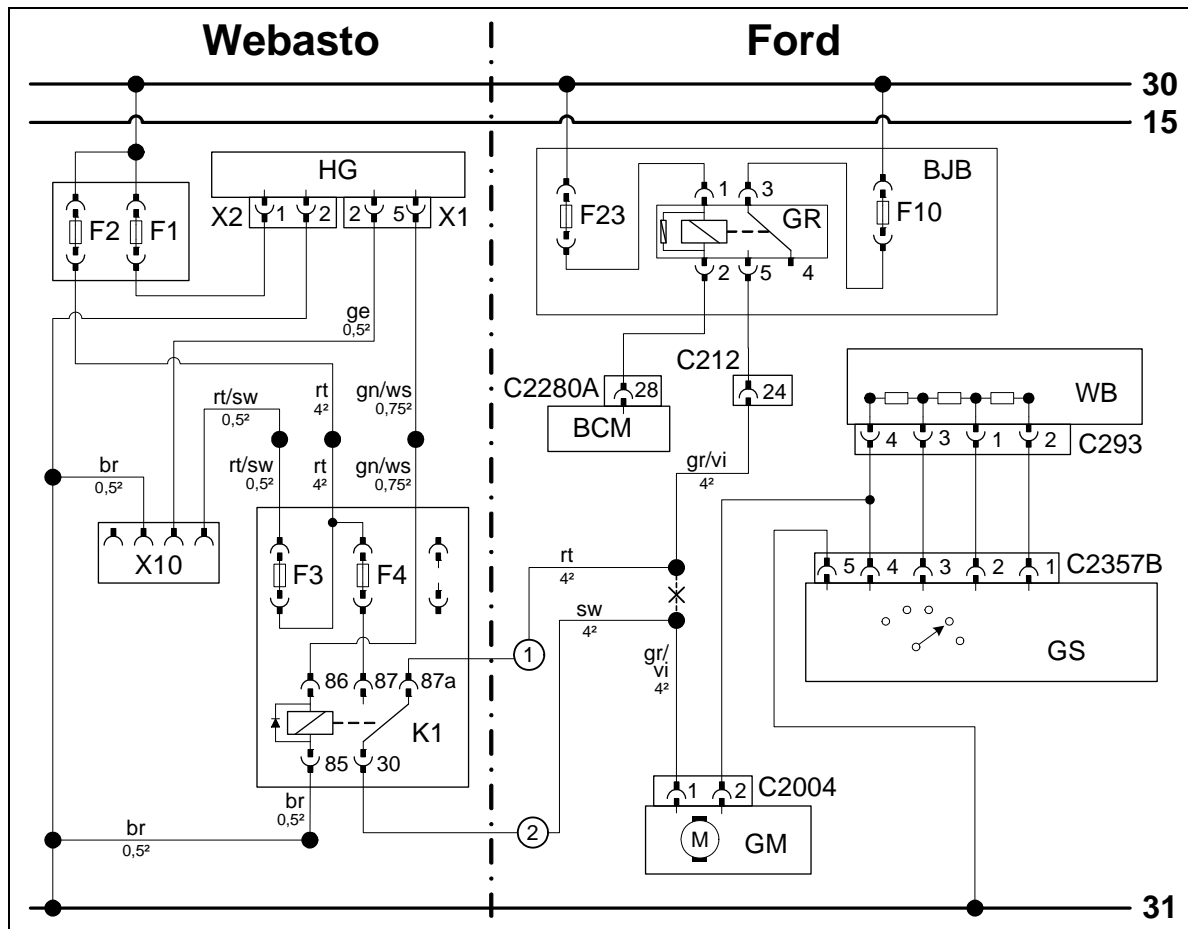 Webasto
Ford
30
15
HG
X2
1
2
2
5
X1
F2
F1
F23
1
3
GR
2
5
4
BJB
F10
ge
0,5²
rt/sw
0,5²
rt
4²
gn/ws
0,75²
C212
24
C2280A
28
BCM
WB
4
3
1
2
C293
br
0,5²
rt/sw
0,5²
rt
4²
gn/ws
0,75²
gr/vi
4²
X10
F3
F4
rt
4²
sw
4²
5
4
3
2
1
C2357B
GS
1
gr/
vi
4²
86
87
87a
K1
85
30
br
0,5²
br
0,5²
2
1
2
C2004
M
GM
31